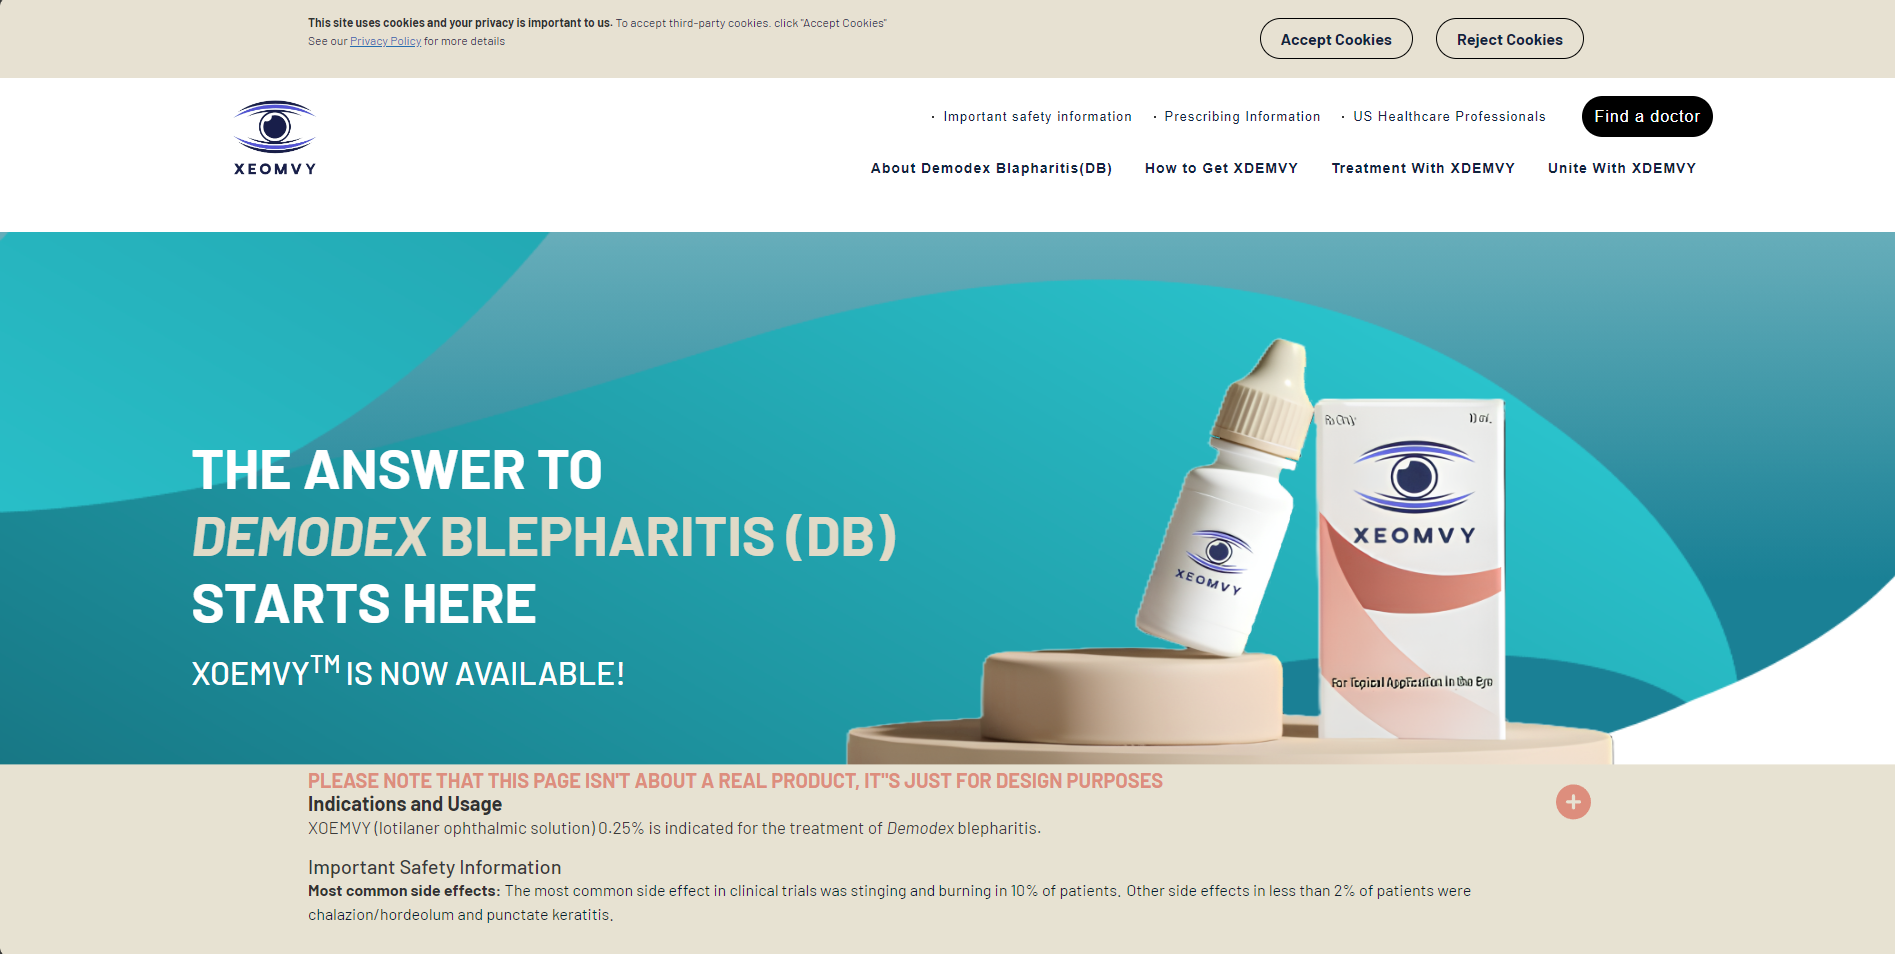 This site uses cookies and your privacy is important to us. To accept third-party cookies. click "Accept Cookies"
See our Privacy Policy for more details
Accept Cookies
Reject Cookies
XEOMVY
· Important safety information
· Prescribing Information
· US Healthcare Professionals
Find a doctor
About Demodex Blapharitis(DB)
How to Get XDEMVY
Treatment With XDEMVY
Unite With XDEMVY
THE ANSWER TO
DEMODEX BLEPHARITIS (DB)
STARTS HERE
XOEMVY™ IS NOW AVAILABLE!
XEOMVY
XEOMVY
For Topical Application in the Eye
PLEASE NOTE THAT THIS PAGE ISN'T ABOUT A REAL PRODUCT, IT"S JUST FOR DESIGN PURPOSES
Indications and Usage
XOEMVY (lotilaner ophthalmic solution) 0.25% is indicated for the treatment of Demodex blepharitis.
Important Safety Information
Most common side effects: The most common side effect in clinical trials was stinging and burning in 10% of patients. Other side effects in less than 2% of patients were
chalazion/hordeolum and punctate keratitis.